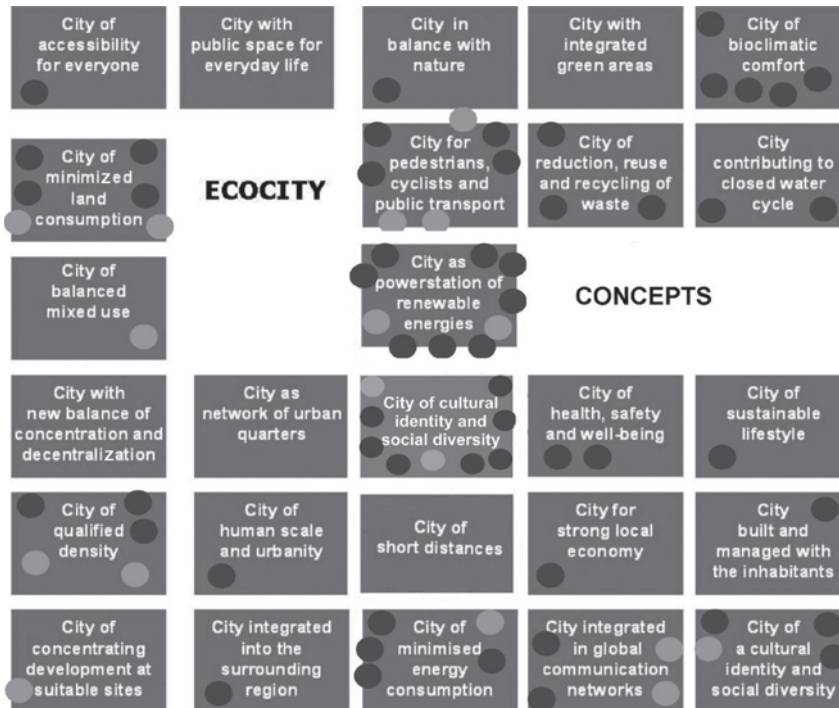 City of
accessibility
for everyone
City with
public space for
everyday life
City in
balance with
nature
City with
integrated
green areas
City of
bioclimatic
comfort
City of
minimized
land
consumption
ECOCITY
City for
pedestrians,
cyclists and
public transport
City of
reduction, reuse
and recycling of
waste
City
contributing to
closed water
cycle
City of
balanced
mixed use
City as
powerstation of
renewable
energies
CONCEPTS
City with
new balance of
concentration and
decentralization
City as
network of urban
quarters
City of cultural
identity and
social diversity
City of
health, safety
and well-being
City of
sustainable
lifestyle
City of
qualified
density
City of
human scale
and urbanity
City of
short distances
City for
strong local
economy
City
built and
managed with
the inhabitants
City of
concentrating
development at
suitable sites
City integrated
into the
surrounding
region
City of
minimised
energy
consumption
City integrated
in global
communication
networks
City of
a cultural
identity and
social diversity